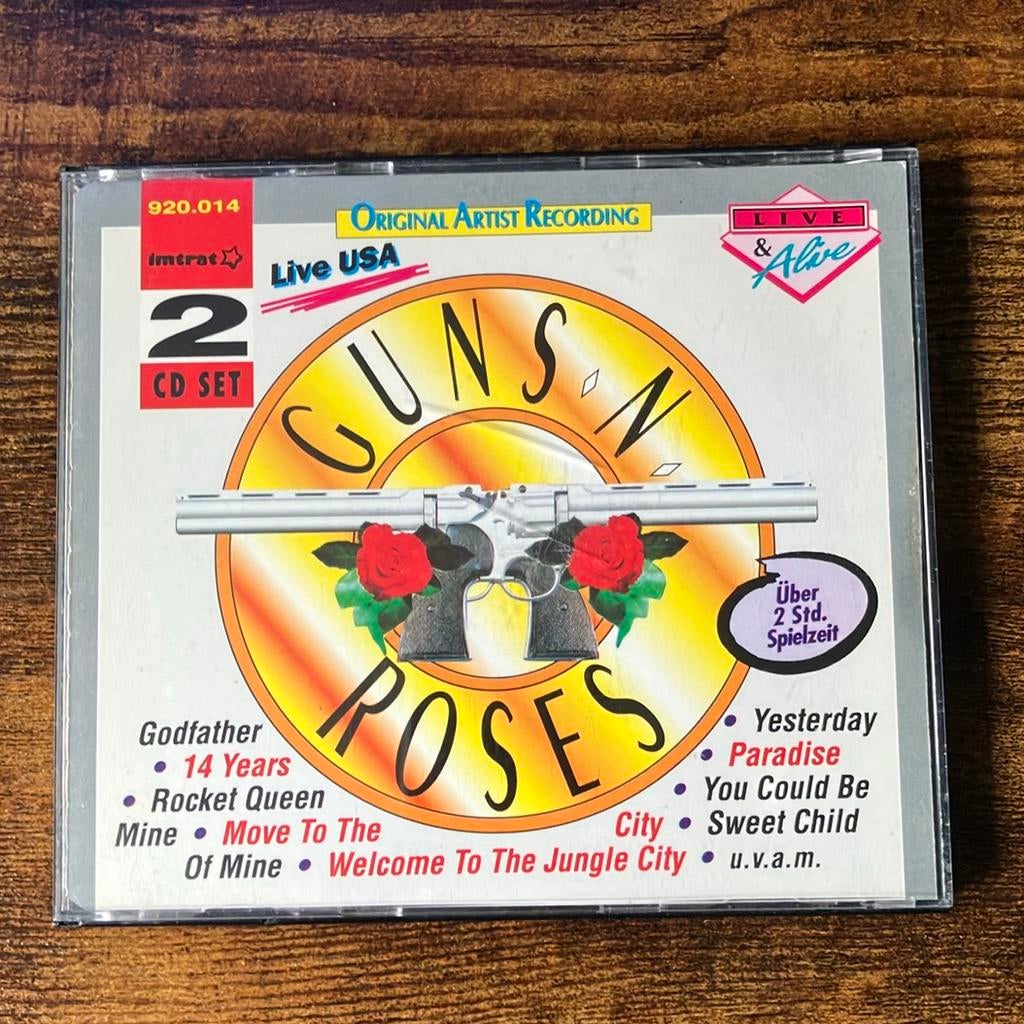 920.014
imtrat
2
CD SET
ORIGINAL ARTIST RECORDING
Live USA
LIVE
& Alive
GUNS·N·
ROSES
Über
2 Std.
Spielzeit
Godfather • Yesterday
• 14 Years • Paradise
• Rocket Queen • You Could Be
Mine • Move To The City • Sweet Child
Of Mine • Welcome To The Jungle City • u.v.a.m.